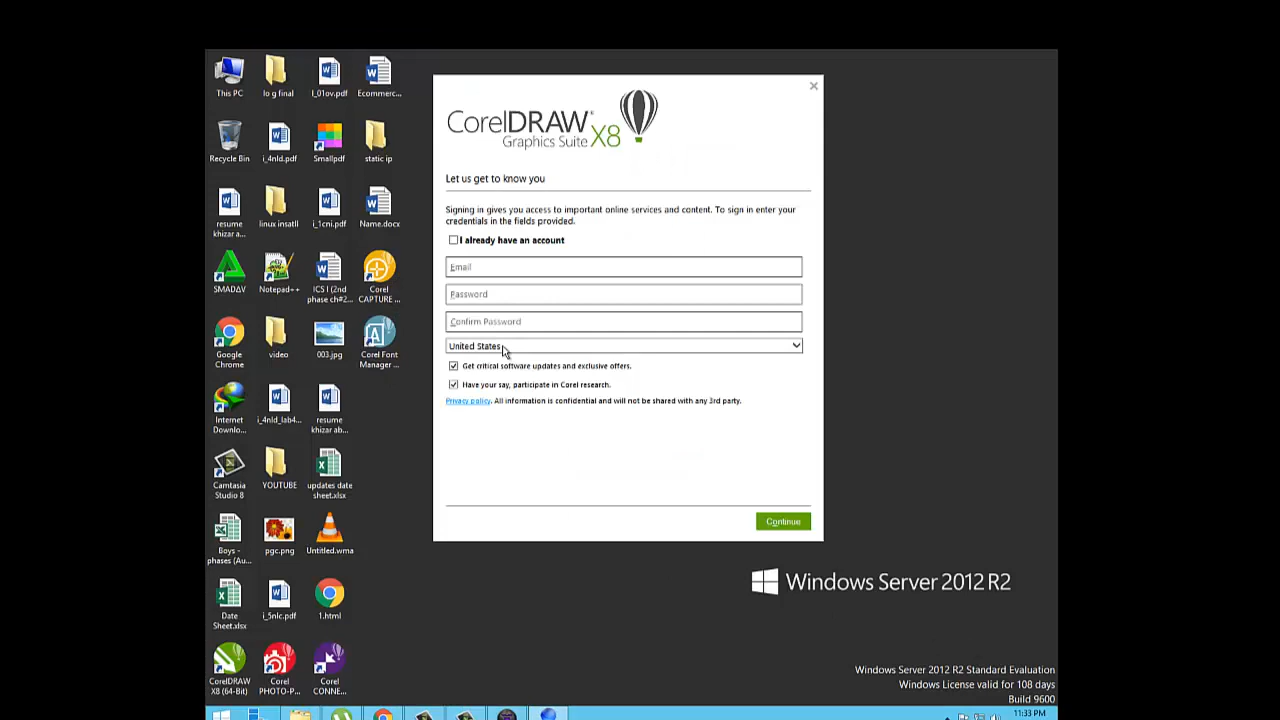 This PC
lo g final
l_01ov.pdf
Ecommerc...
Recycle Bin
i_4nld.pdf
Smallpdf
static ip
resume
khizar a...
linux insatll
i_1cni.pdf
Name.docx
SMADΔV
Notepad++
ICS I (2nd
phase ch#2...
Corel
CAPTURE ...
Google
Chrome
video
003.jpg
Corel Font
Manager ...
Internet
Downlo...
i_4nld_lab4...
resume
khizar ab...
Camtasia
Studio 8
YOUTUBE
updates date
sheet.xlsx
Boys -
phases (Au...
pgc.png
Untitled.wma
Date
Sheet.xlsx
i_5nlc.pdf
1.html
CorelDRAW
X8 (64-Bit)
Corel
PHOTO-P...
Corel
CONNE...
CorelDRAW®
Graphics Suite X8
Let us get to know you
Signing in gives you access to important online services and content. To sign in enter your
credentials in the fields provided.
I already have an account
Email
Password
Confirm Password
United States
Get critical software updates and exclusive offers.
Have your say, participate in Corel research.
Privacy policy. All information is confidential and will not be shared with any 3rd party.
Continue
Windows Server 2012 R2
Windows Server 2012 R2 Standard Evaluation
Windows License valid for 108 days
Build 9600
11:33 PM